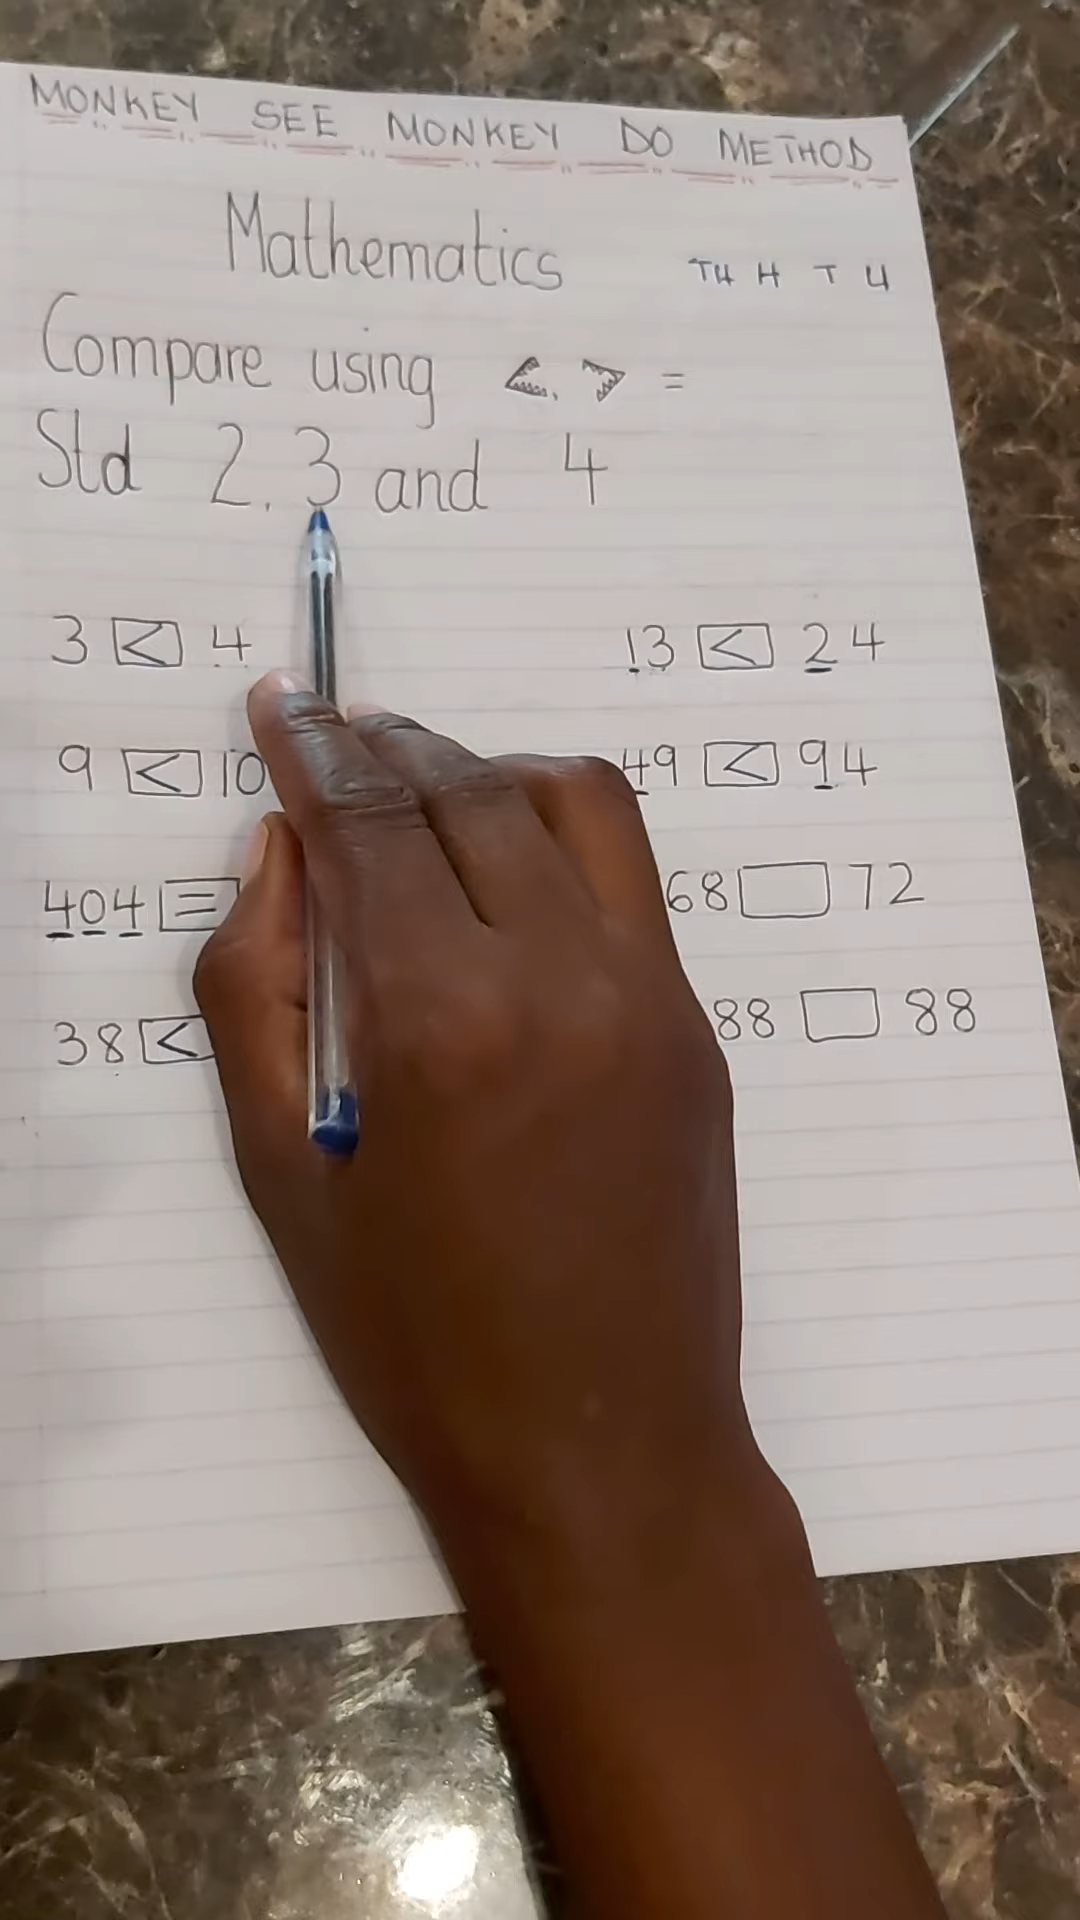 MONKEY SEE MONKEY DO METHOD
Mathematics
TH H T U
Compare using <, > =
Std 2, 3 and 4
3 < 4
13 < 24
9 < 10
49 < 94
404 =
68 72
38 <
88 88